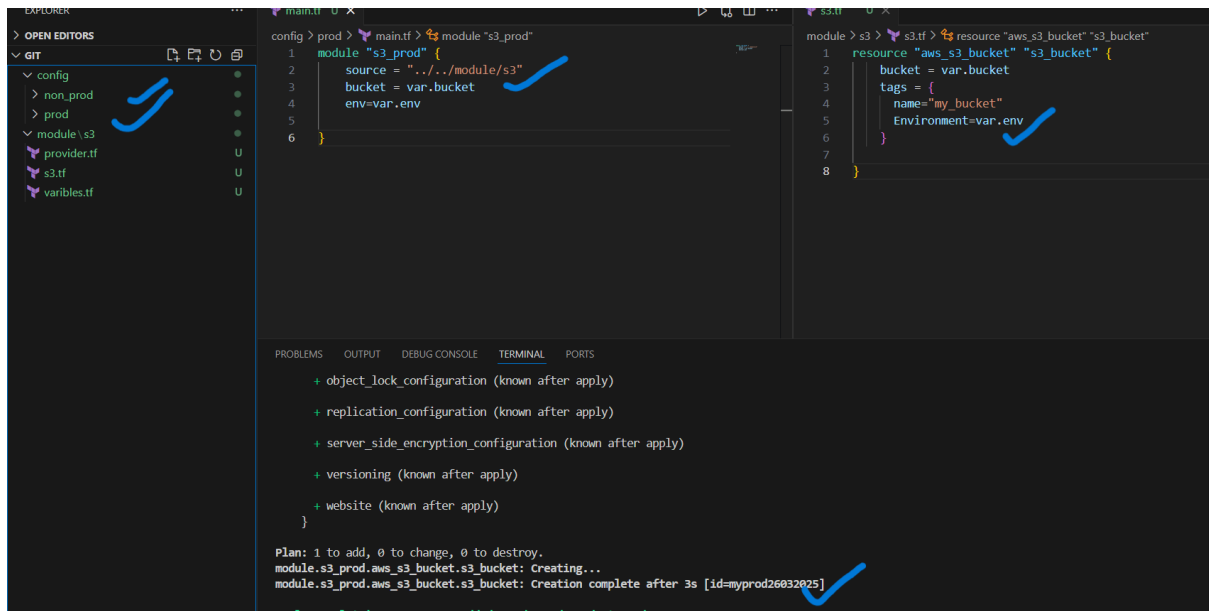 EXPLORER
OPEN EDITORS
GIT
config
non_prod
prod
module\s3
provider.tf U
s3.tf U
varibles.tf U
main.tf U
config > prod > main.tf > module "s3_prod"
1 module "s3_prod" {
2 source = "../../module/s3"
3 bucket = var.bucket
4 env=var.env
5
6 }
s3.tf U
module > s3 > s3.tf > resource "aws_s3_bucket" "s3_bucket"
1 resource "aws_s3_bucket" "s3_bucket" {
2 bucket = var.bucket
3 tags = {
4 name="my_bucket"
5 Environment=var.env
6 }
7
8 }
PROBLEMS OUTPUT DEBUG CONSOLE TERMINAL PORTS
+ object_lock_configuration (known after apply)
+ replication_configuration (known after apply)
+ server_side_encryption_configuration (known after apply)
+ versioning (known after apply)
+ website (known after apply)
}
Plan: 1 to add, 0 to change, 0 to destroy.
module.s3_prod.aws_s3_bucket.s3_bucket: Creating...
module.s3_prod.aws_s3_bucket.s3_bucket: Creation complete after 3s [id=myprod26032025]